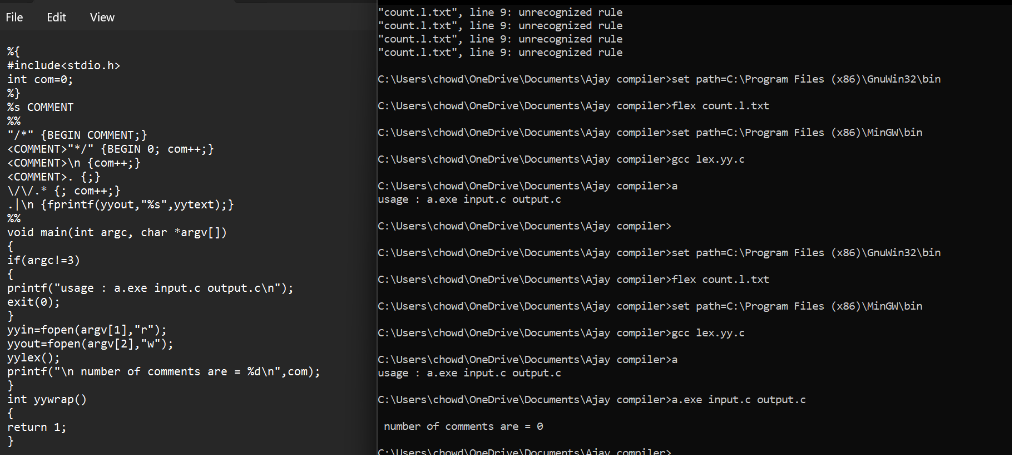 File Edit View
%{
#include<stdio.h>
int com=0;
%}
%s COMMENT
%%
"/*" {BEGIN COMMENT;}
<COMMENT>"*/" {BEGIN 0; com++;}
<COMMENT>\n {com++;}
<COMMENT>. {;}
\/\/.* {; com++;}
.|\n {fprintf(yyout,"%s",yytext);}
%%
void main(int argc, char *argv[])
{
if(argc!=3)
{
printf("usage : a.exe input.c output.c\n");
exit(0);
}
yyin=fopen(argv[1],"r");
yyout=fopen(argv[2],"w");
yylex();
printf("\n number of comments are = %d\n",com);
}
int yywrap()
{
return 1;
}
"count.l.txt", line 9: unrecognized rule
"count.l.txt", line 9: unrecognized rule
"count.l.txt", line 9: unrecognized rule
"count.l.txt", line 9: unrecognized rule
C:\Users\chowd\OneDrive\Documents\Ajay compiler>set path=C:\Program Files (x86)\GnuWin32\bin
C:\Users\chowd\OneDrive\Documents\Ajay compiler>flex count.l.txt
C:\Users\chowd\OneDrive\Documents\Ajay compiler>set path=C:\Program Files (x86)\MinGW\bin
C:\Users\chowd\OneDrive\Documents\Ajay compiler>gcc lex.yy.c
C:\Users\chowd\OneDrive\Documents\Ajay compiler>a
usage : a.exe input.c output.c
C:\Users\chowd\OneDrive\Documents\Ajay compiler>
C:\Users\chowd\OneDrive\Documents\Ajay compiler>set path=C:\Program Files (x86)\GnuWin32\bin
C:\Users\chowd\OneDrive\Documents\Ajay compiler>flex count.l.txt
C:\Users\chowd\OneDrive\Documents\Ajay compiler>set path=C:\Program Files (x86)\MinGW\bin
C:\Users\chowd\OneDrive\Documents\Ajay compiler>gcc lex.yy.c
C:\Users\chowd\OneDrive\Documents\Ajay compiler>a
usage : a.exe input.c output.c
C:\Users\chowd\OneDrive\Documents\Ajay compiler>a.exe input.c output.c
number of comments are = 0
C:\Users\chowd\OneDrive\Documents\Ajay compiler>